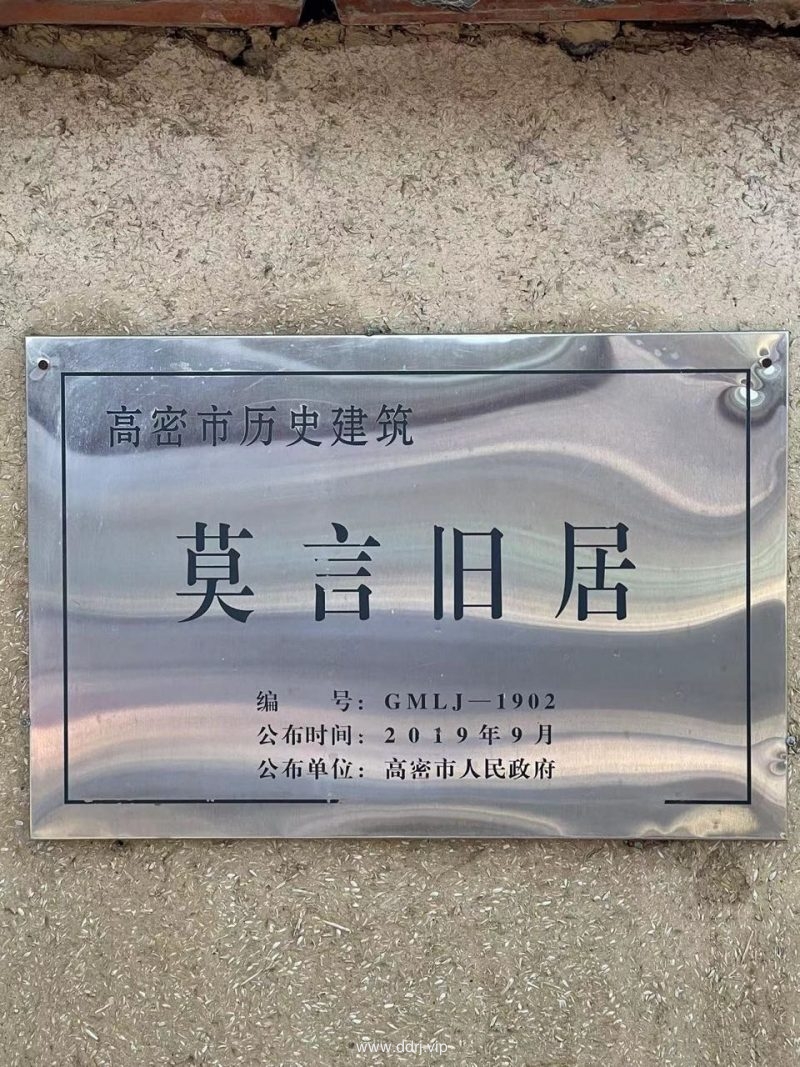 高密市历史建筑
莫言旧居
编　　号：GMLJ—1902
公布时间：2019年9月
公布单位：高密市人民政府
www.ddrj.vip